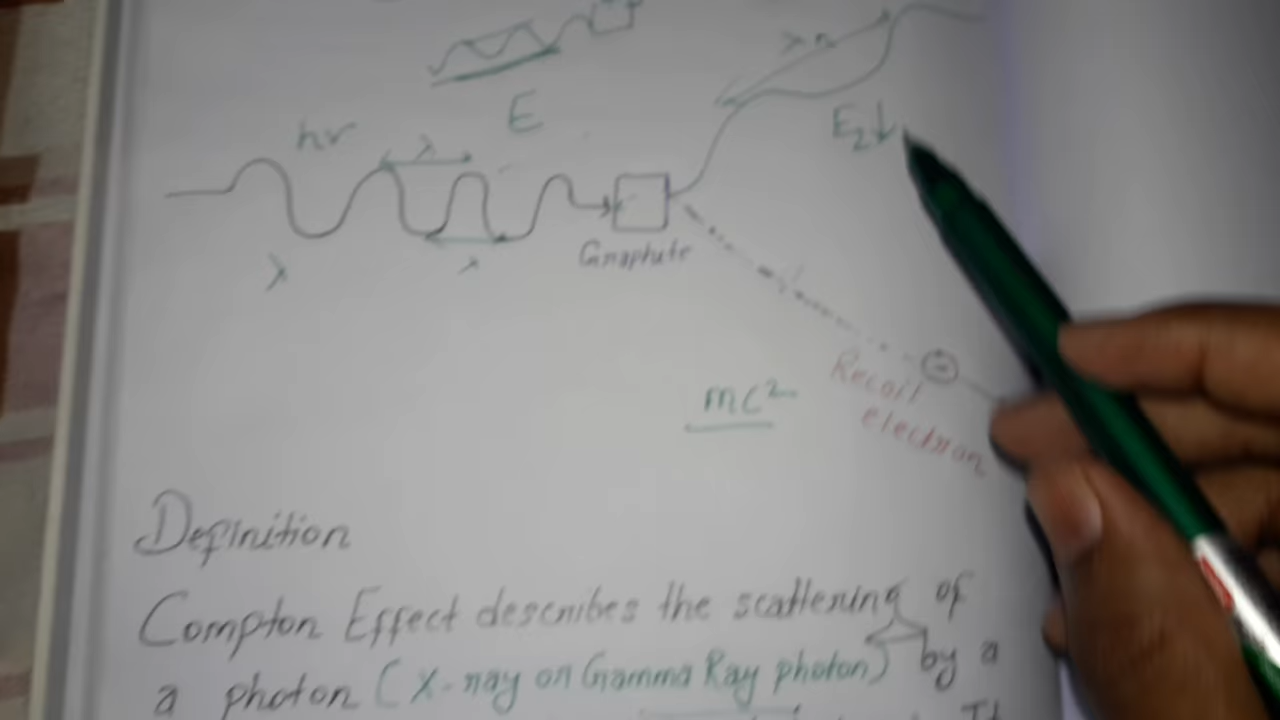 λ
E
E₂↓
hν
λ
λ
λ
Graphite
mc²
Recoil
electron
Definition
Compton Effect describes the scattering of
a photon (X-ray or Gamma Ray photon) by a